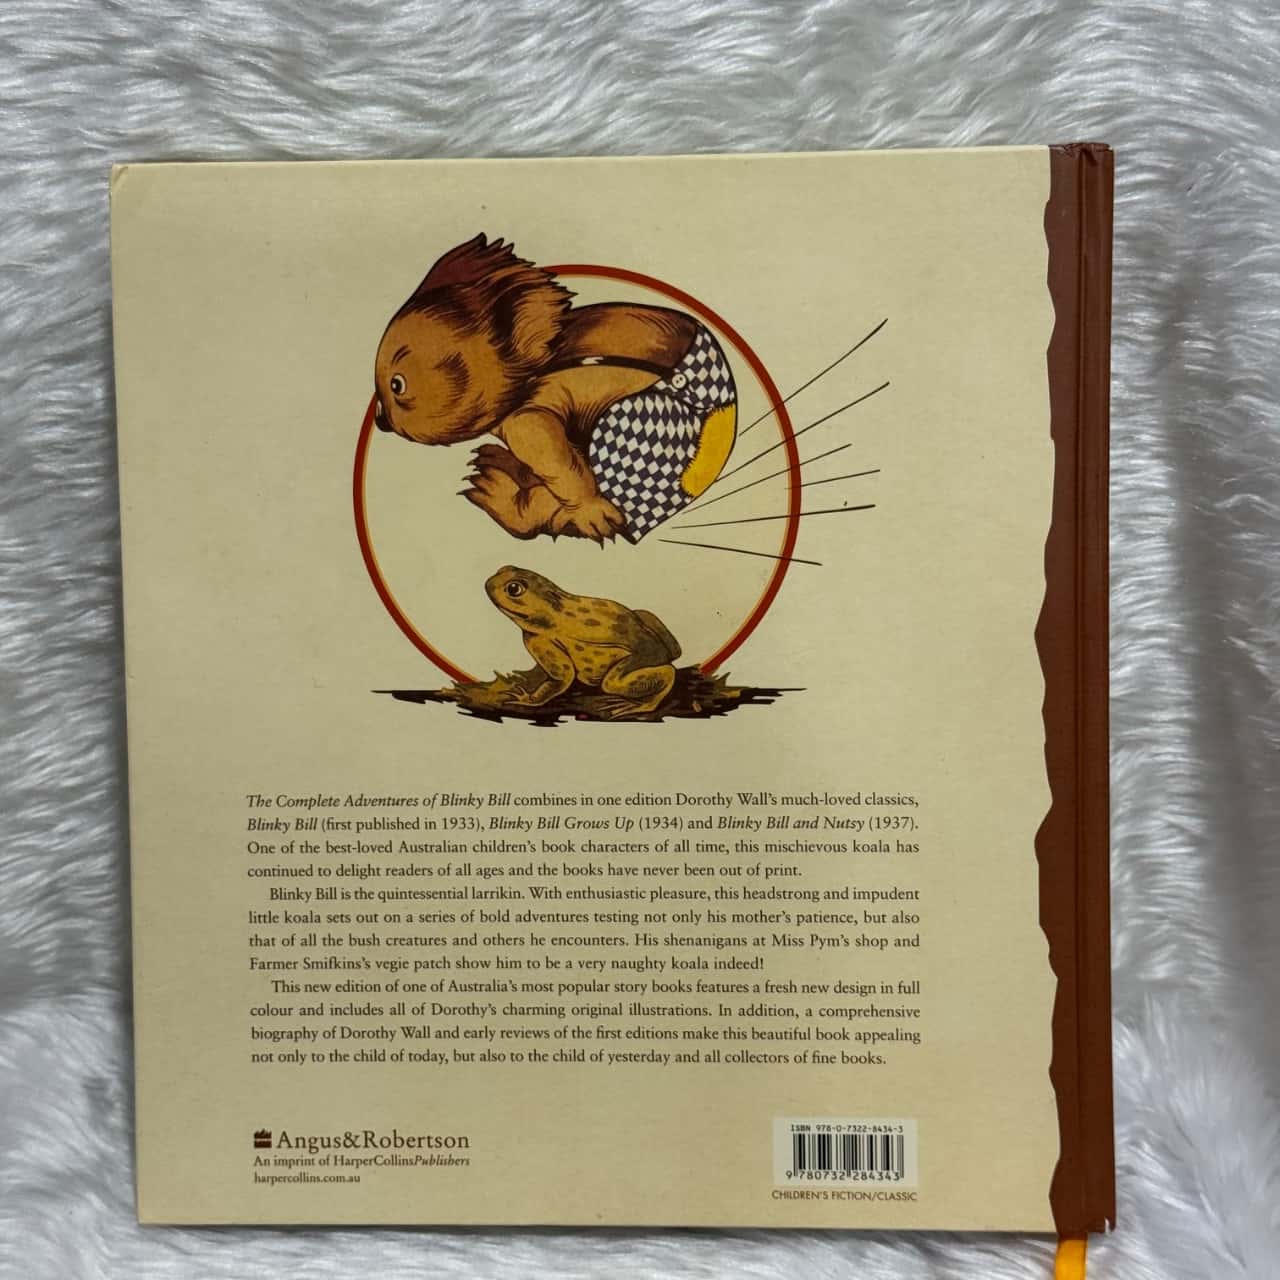 The Complete Adventures of Blinky Bill combines in one edition Dorothy Wall's much-loved classics,
Blinky Bill (first published in 1933), Blinky Bill Grows Up (1934) and Blinky Bill and Nutsy (1937).
One of the best-loved Australian children's book characters of all time, this mischievous koala has
continued to delight readers of all ages and the books have never been out of print.
Blinky Bill is the quintessential larrikin. With enthusiastic pleasure, this headstrong and impudent
little koala sets out on a series of bold adventures testing not only his mother's patience, but also
that of all the bush creatures and others he encounters. His shenanigans at Miss Pym's shop and
Farmer Smifkins's vegie patch show him to be a very naughty koala indeed!
This new edition of one of Australia's most popular story books features a fresh new design in full
colour and includes all of Dorothy's charming original illustrations. In addition, a comprehensive
biography of Dorothy Wall and early reviews of the first editions make this beautiful book appealing
not only to the child of today, but also to the child of yesterday and all collectors of fine books.
Angus&Robertson
An imprint of HarperCollinsPublishers
harpercollins.com.au
ISBN 978-0-7322-8434-3
9 780732 284343
CHILDREN'S FICTION/CLASSIC